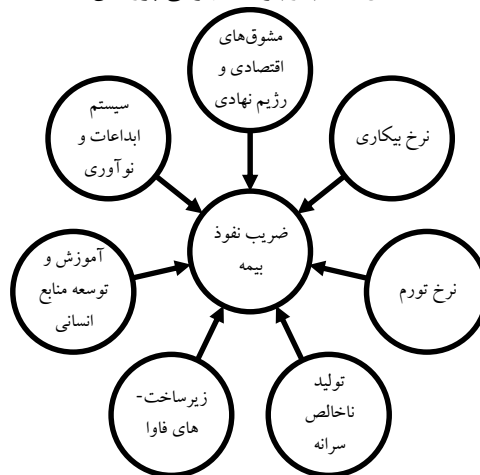 مشوق‌های
اقتصادی و
رژیم نهادی
نرخ بیکاری
سیستم
ابداعات و
نوآوری
ضریب نفوذ
بیمه
نرخ تورم
آموزش و
توسعه منابع
انسانی
تولید
ناخالص
سرانه
زیرساخت-
های فاوا